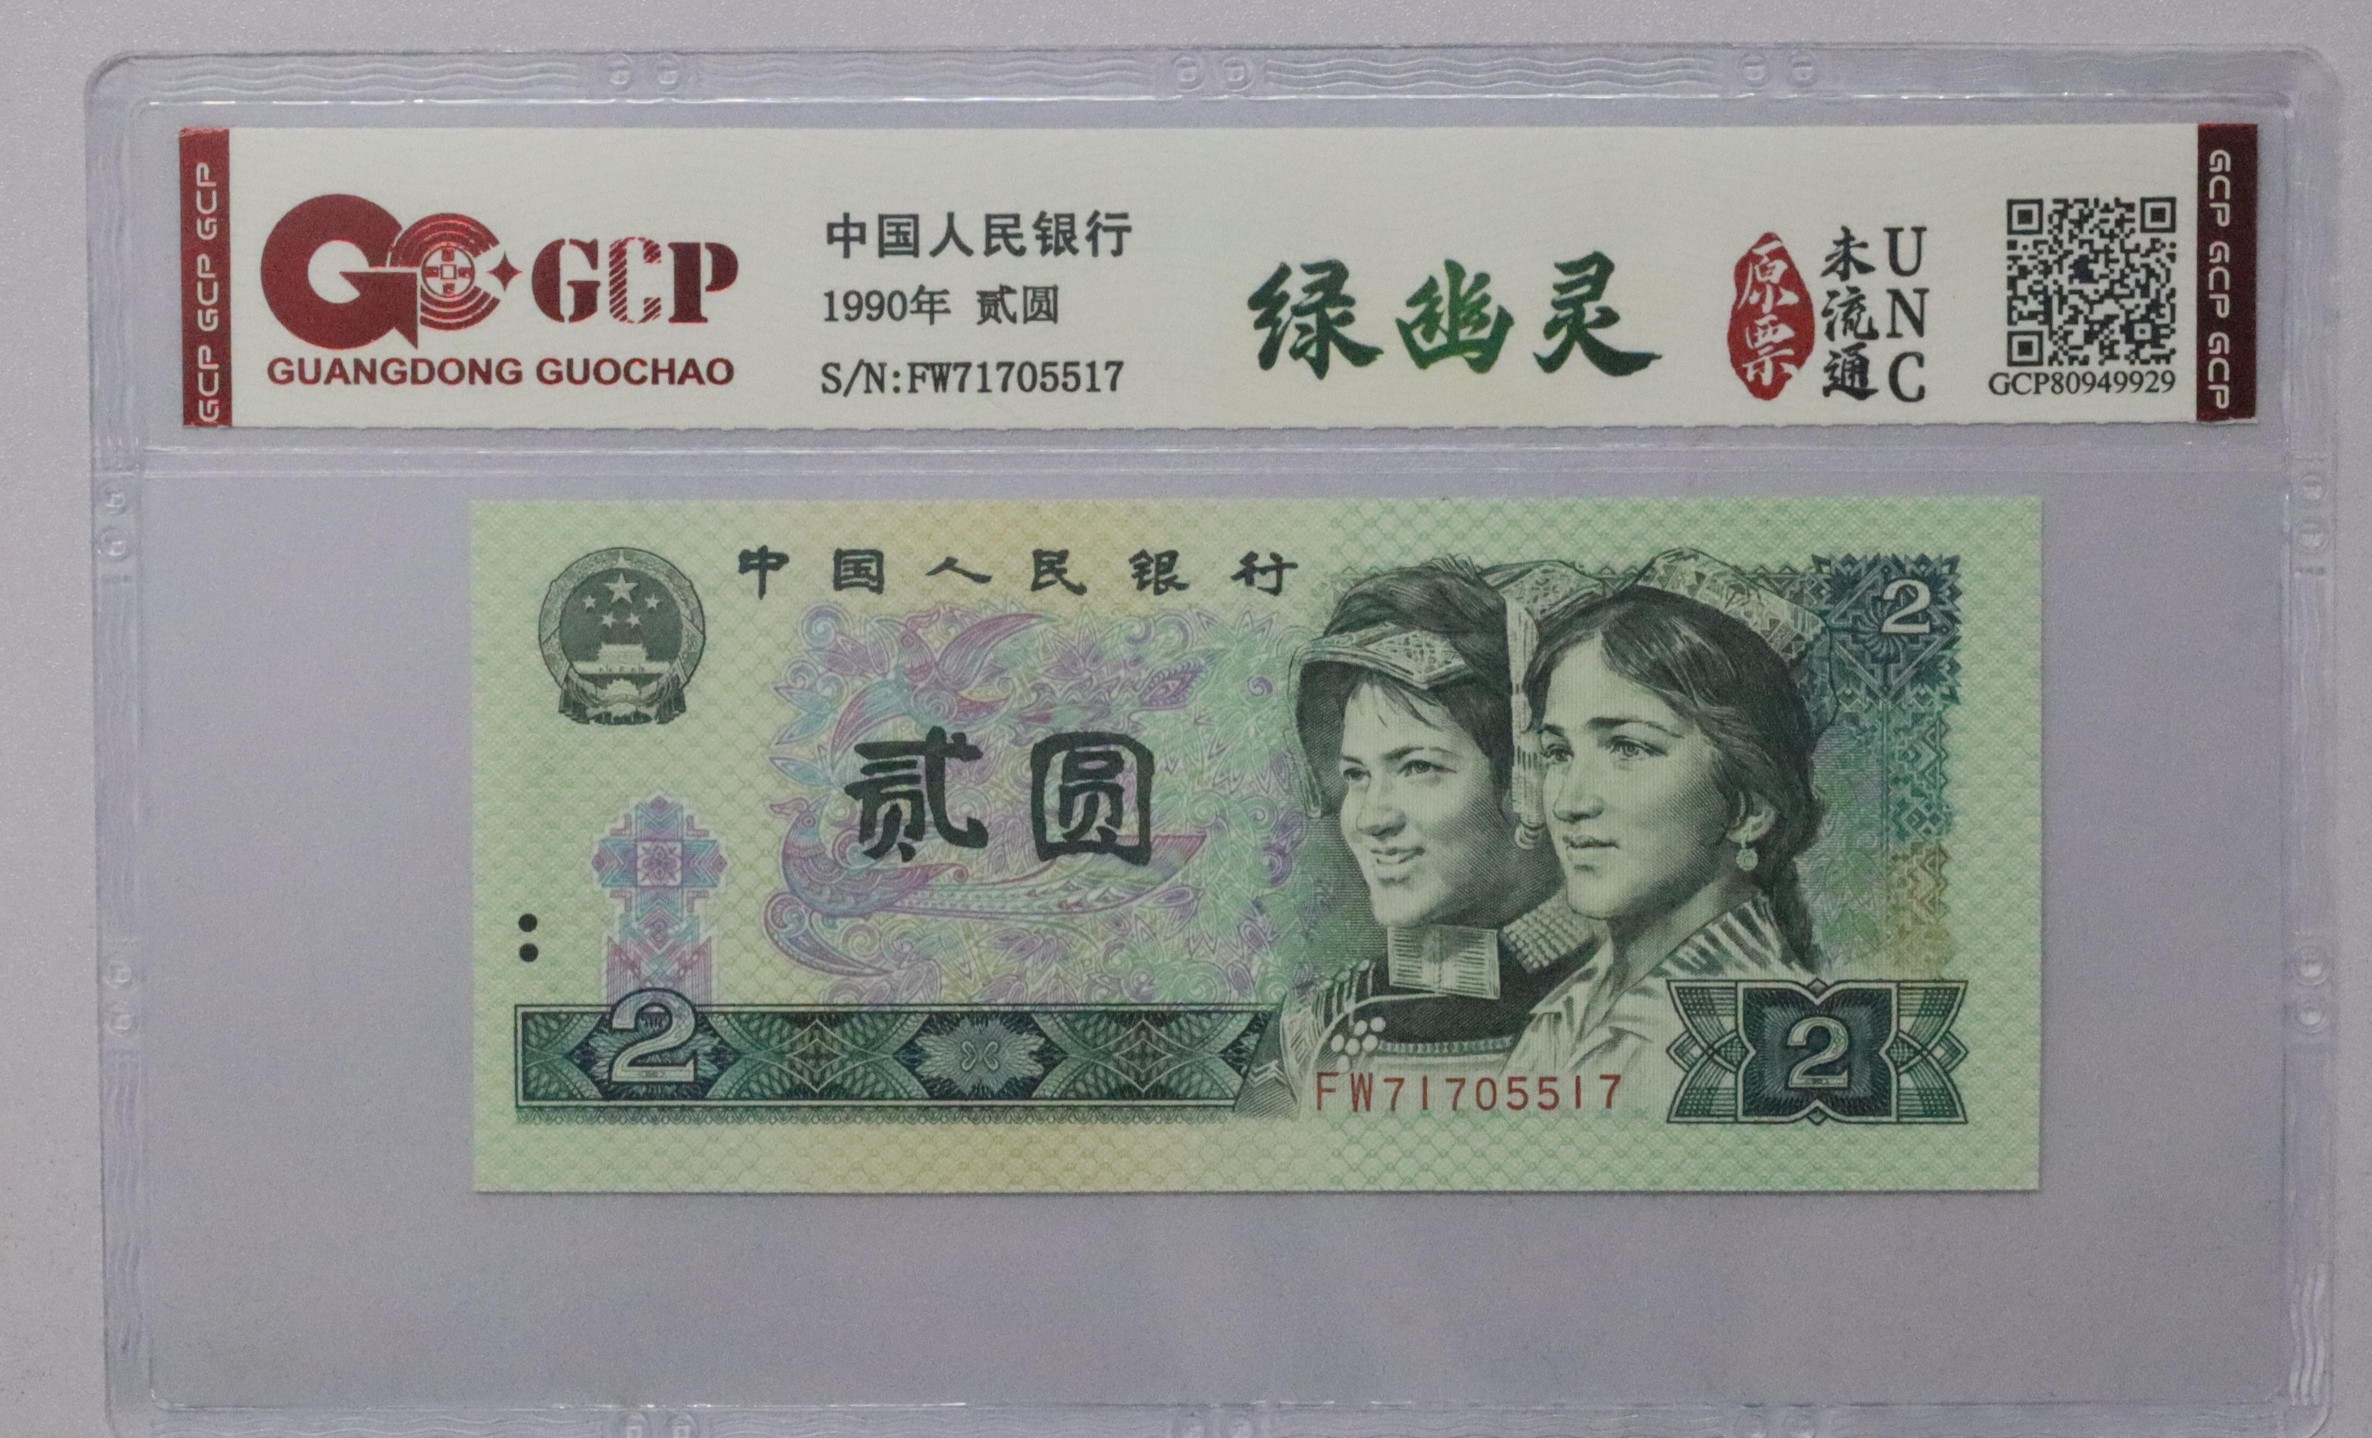 GCP GCP GCP
GCP
GUANGDONG GUOCHAO
中国人民银行
1990年 贰圆
S/N:FW71705517
绿幽灵
原票
未流通
UNC
GCP80949929
GCP GCP GCP
中国人民银行
2
贰圆
2
FW71705517
2